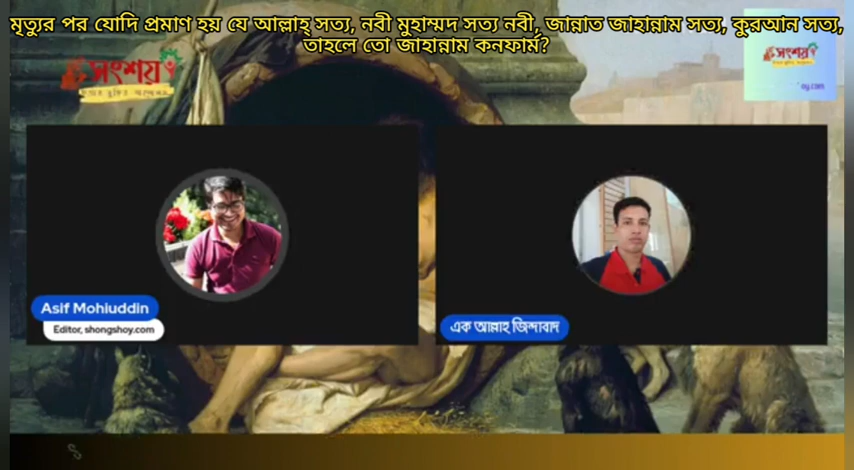 মৃত্যুর পর যোদি প্রমাণ হয় যে আল্লাহ্ সত্য, নবী মুহাম্মদ সত্য নবী, জান্নাত জাহান্নাম সত্য, কুরআন সত্য,
তাহলে তো জাহান্নাম কনফার্ম?
সংশয়
সংশয়
Asif Mohiuddin
Editor, shongshoy.com
এক আল্লাহ জিন্দাবাদ